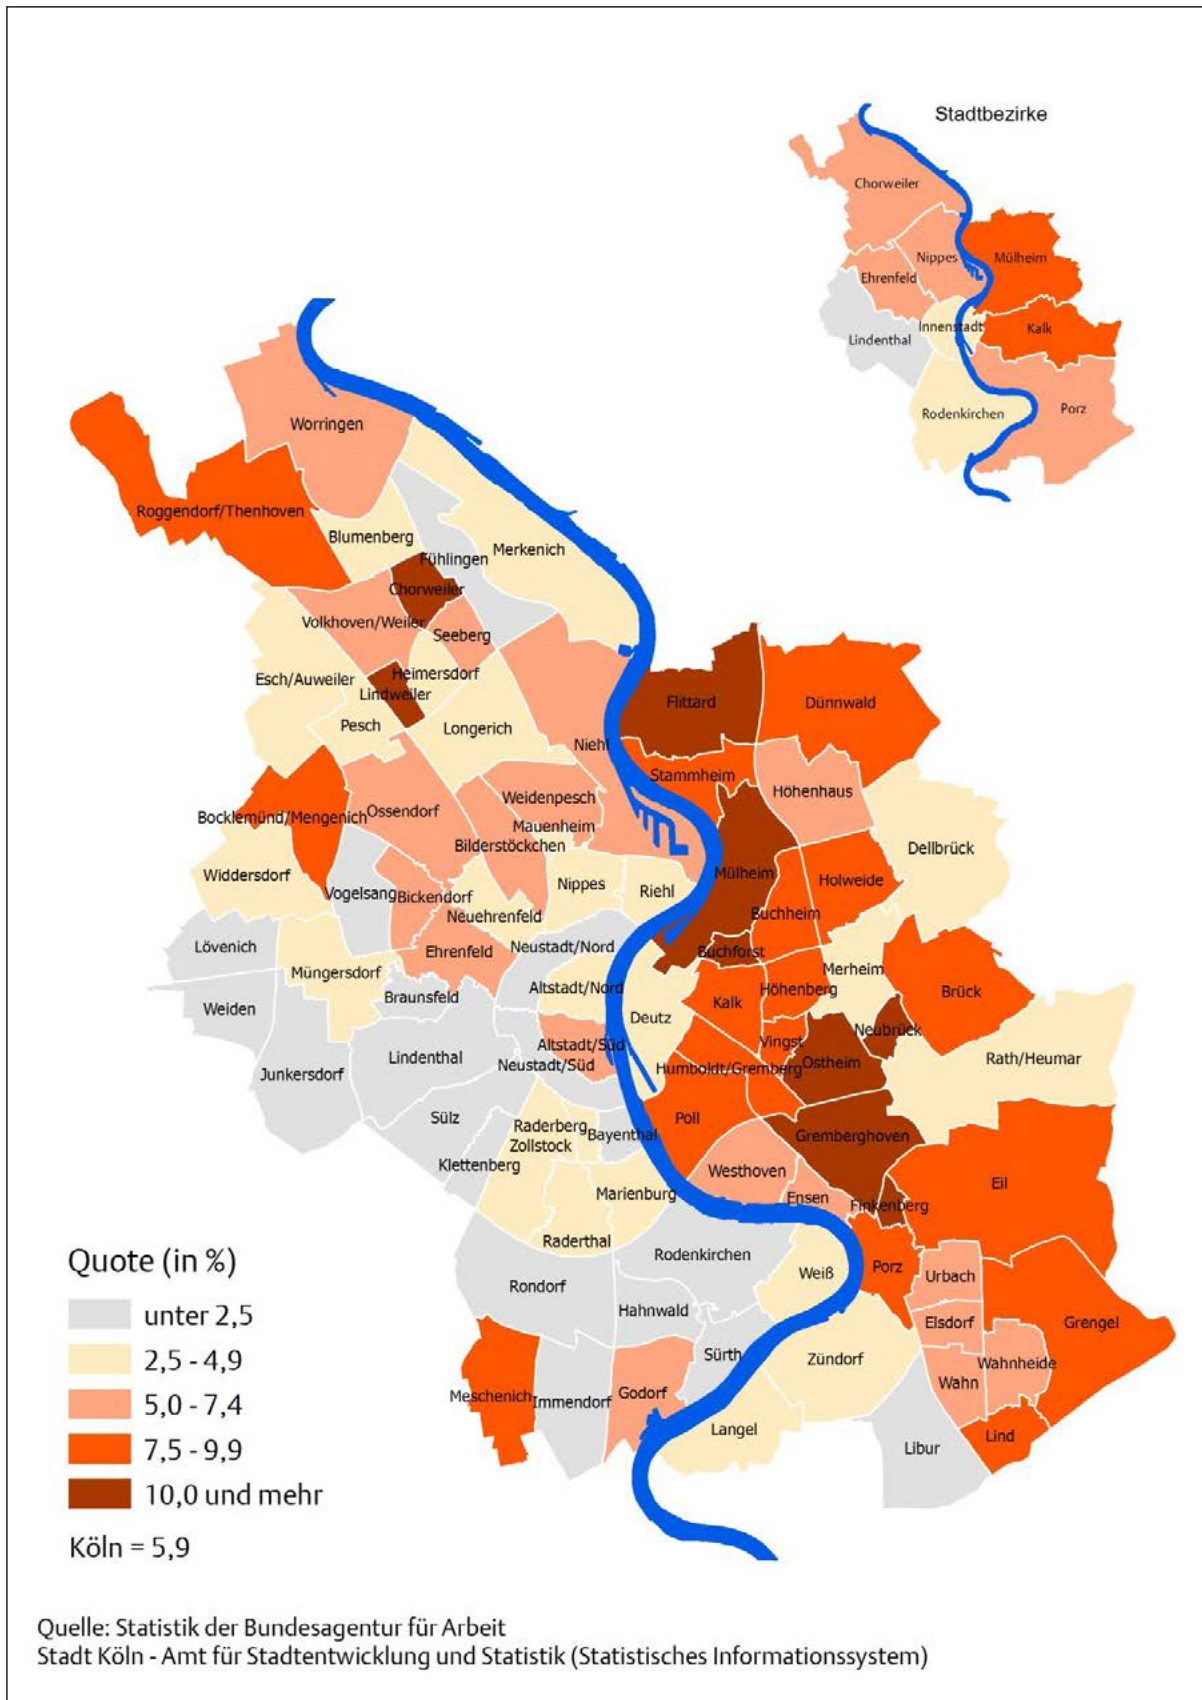 Stadtbezirke
Chorweiler
Nippes
Mülheim
Ehrenfeld
Innenstadt
Kalk
Lindenthal
Rodenkirchen
Porz
Worringen
Roggendorf/Thenhoven
Blumenberg
Fühlingen
Merkenich
Chorweiler
Volkhoven/Weiler
Seeberg
Esch/Auweiler
Heimersdorf
Lindweiler
Pesch
Longerich
Flittard
Dünnwald
Niehl
Stammheim
Höhenhaus
Weidenpesch
Ossendorf
Bocklemünd/Mengenich
Mauenheim
Bilderstöckchen
Dellbrück
Widdersdorf
Mülheim
Holweide
Vogelsang
Bickendorf
Nippes
Riehl
Buchheim
Neuehrenfeld
Lövenich
Ehrenfeld
Neustadt/Nord
Buchforst
Müngersdorf
Merheim
Altstadt/Nord
Höhenberg
Brück
Braunsfeld
Weiden
Deutz
Kalk
Neubrück
Vingst
Altstadt/Süd
Lindenthal
Neustadt/Süd
Humboldt/Gremberg
Ostheim
Rath/Heumar
Junkersdorf
Sülz
Raderberg
Zollstock
Bayenthal
Poll
Gremberghoven
Klettenberg
Westhoven
Eil
Marienburg
Ensen
Finkenberg
Raderthal
Rodenkirchen
Weiß
Porz
Urbach
Rondorf
Hahnwald
Elsdorf
Grengel
Sürth
Zündorf
Wahnheide
Meschenich
Immendorf
Godorf
Wahn
Langel
Libur
Lind
Quote (in %)
unter 2,5
2,5 - 4,9
5,0 - 7,4
7,5 - 9,9
10,0 und mehr
Köln = 5,9
Quelle: Statistik der Bundesagentur für Arbeit
Stadt Köln - Amt für Stadtentwicklung und Statistik (Statistisches Informationssystem)